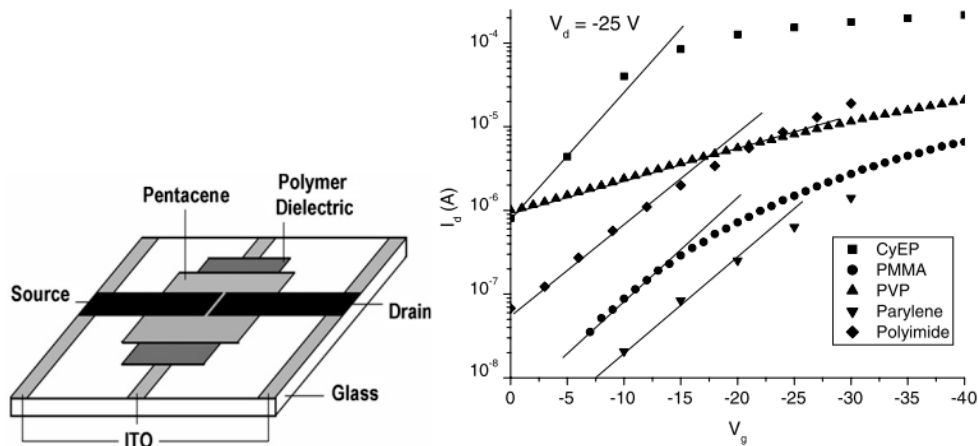 Pentacene
Polymer
Dielectric
Source
Drain
Glass
ITO
V_d = -25 V
10^-4
10^-5
10^-6
10^-7
10^-8
I_d (A)
CyEP
PMMA
PVP
Parylene
Polyimide
0 -5 -10 -15 -20 -25 -30 -35 -40
V_g